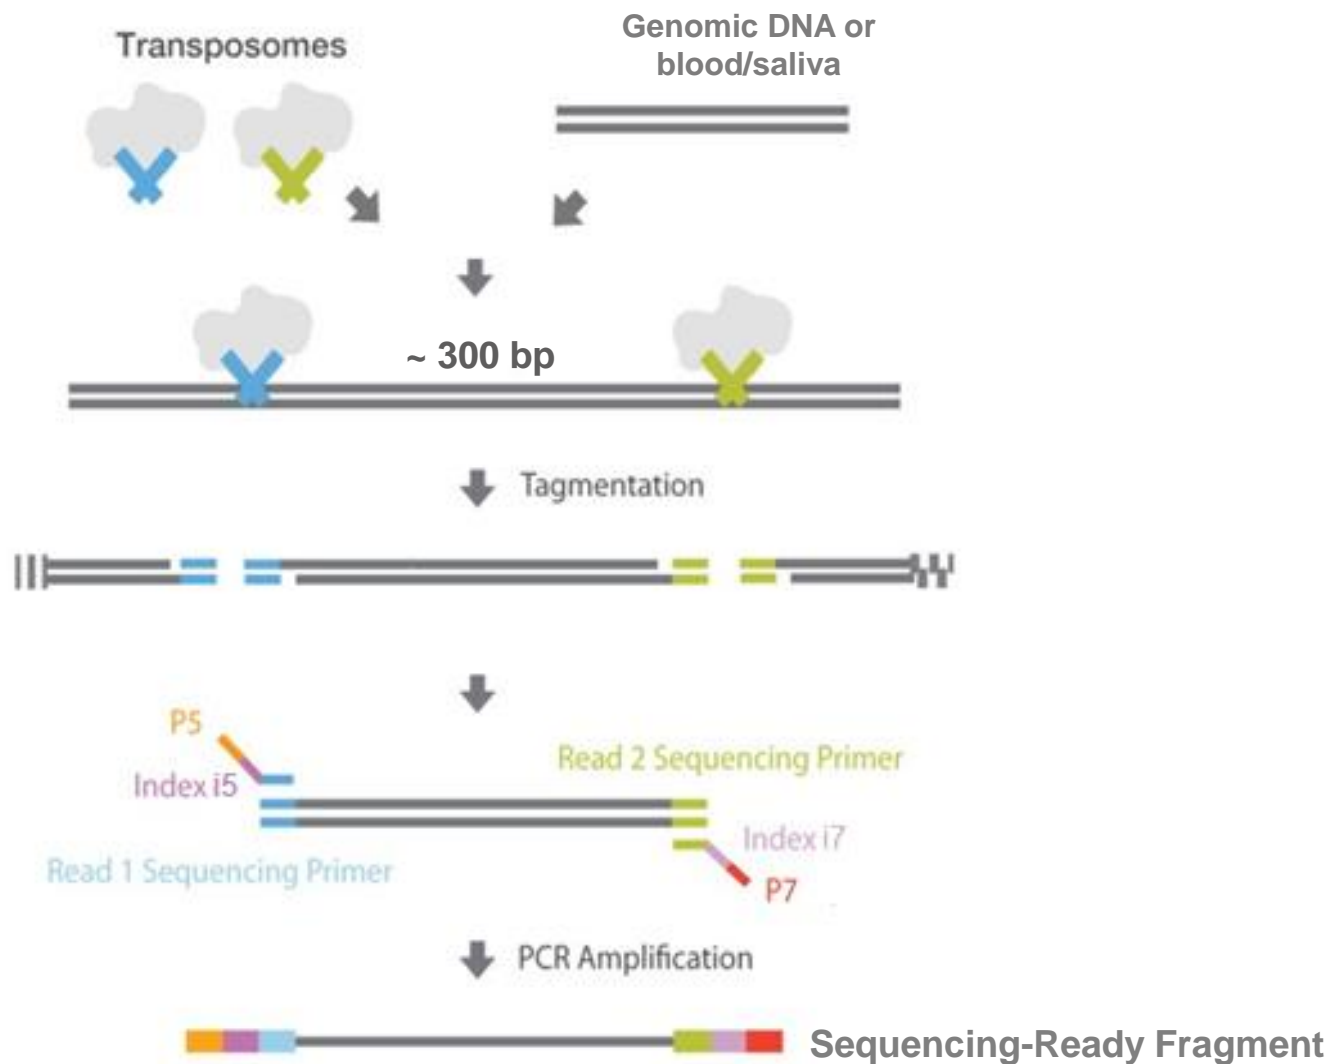 Transposomes
Genomic DNA or
blood/saliva
~ 300 bp
Tagmentation
P5
Index i5
Read 2 Sequencing Primer
Read 1 Sequencing Primer
Index i7
P7
PCR Amplification
Sequencing-Ready Fragment